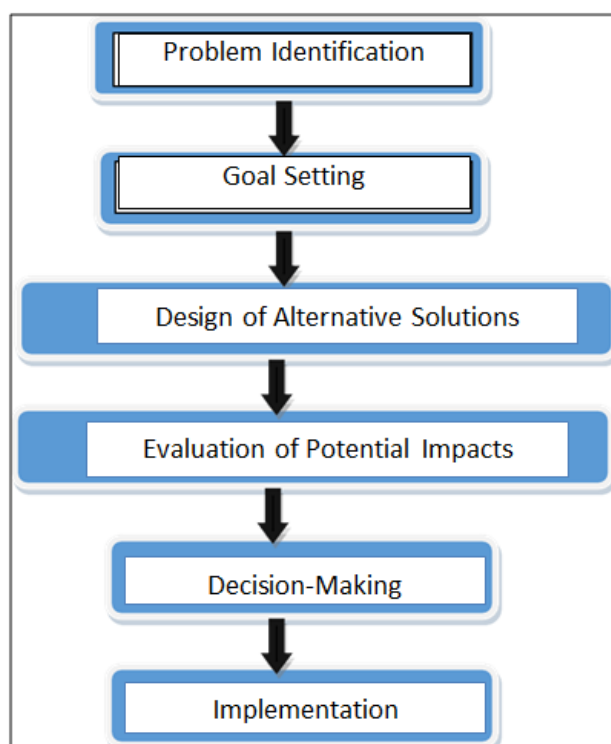 Problem Identification
Goal Setting
Design of Alternative Solutions
Evaluation of Potential Impacts
Decision-Making
Implementation